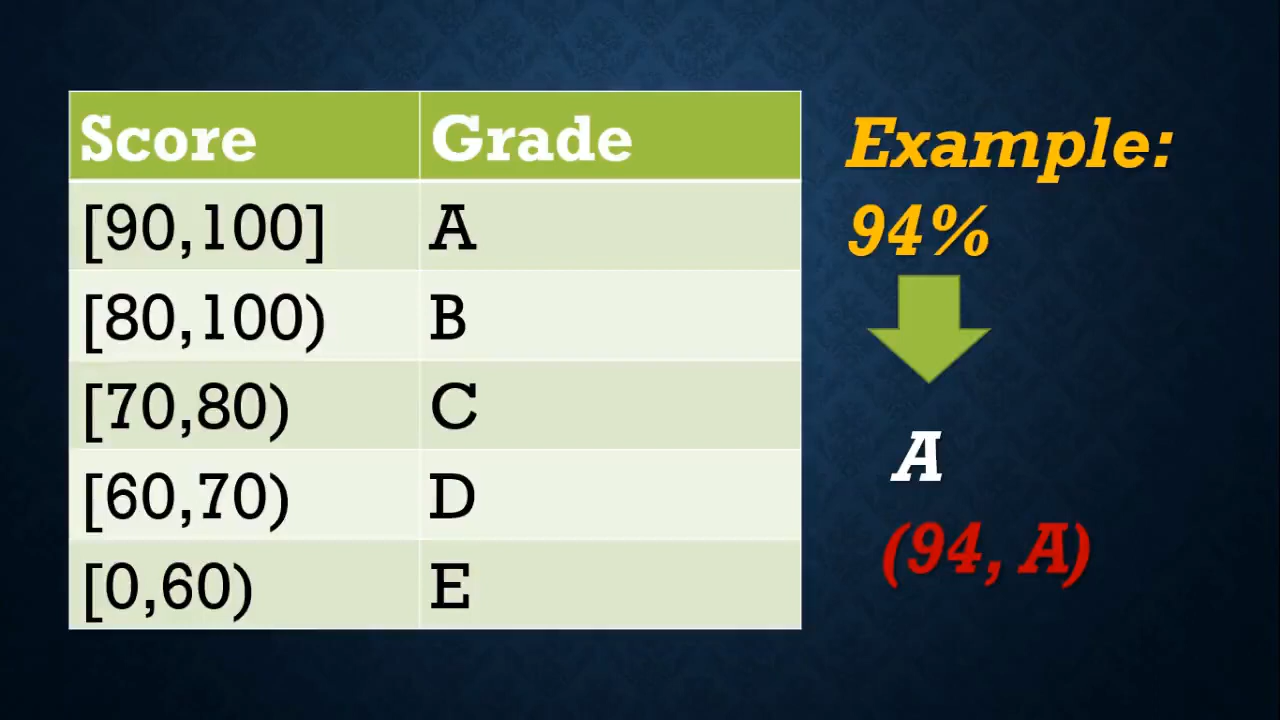 Score Grade
[90,100] A
[80,100) B
[70,80) C
[60,70) D
[0,60) E
Example:
94%
A
(94, A)